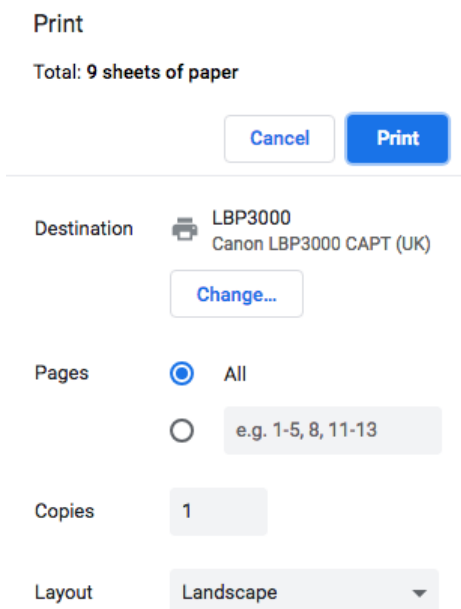 Print
Total: 9 sheets of paper
Cancel Print
Destination LBP3000
Canon LBP3000 CAPT (UK)
Change...
Pages All
e.g. 1-5, 8, 11-13
Copies 1
Layout Landscape